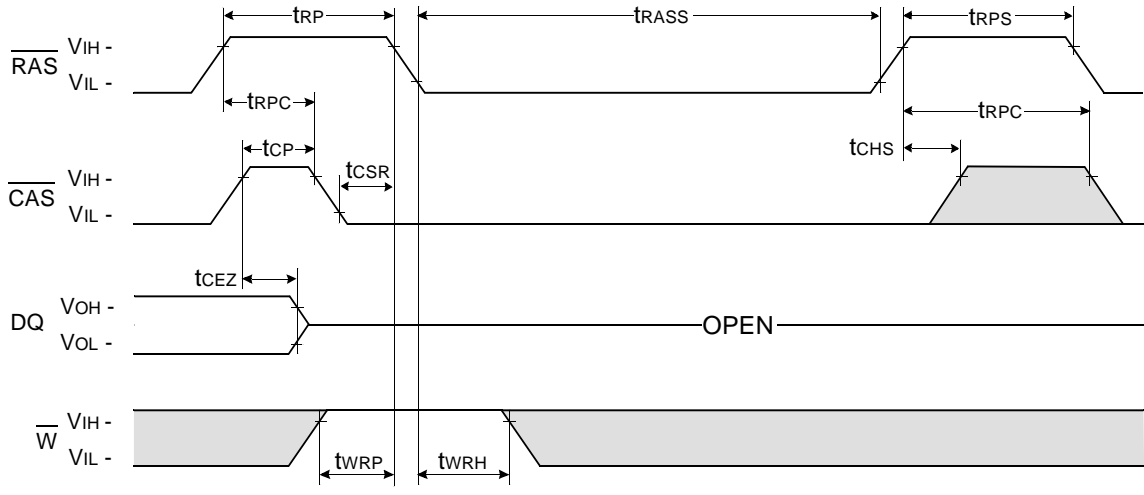 tRP
tRASS
tRPS
RAS
VIH -
VIL -
tRPC
tRPC
tCP
tCSR
tCHS
CAS
VIH -
VIL -
tCEZ
DQ
VOH -
VOL -
OPEN
W
VIH -
VIL -
tWRP
tWRH